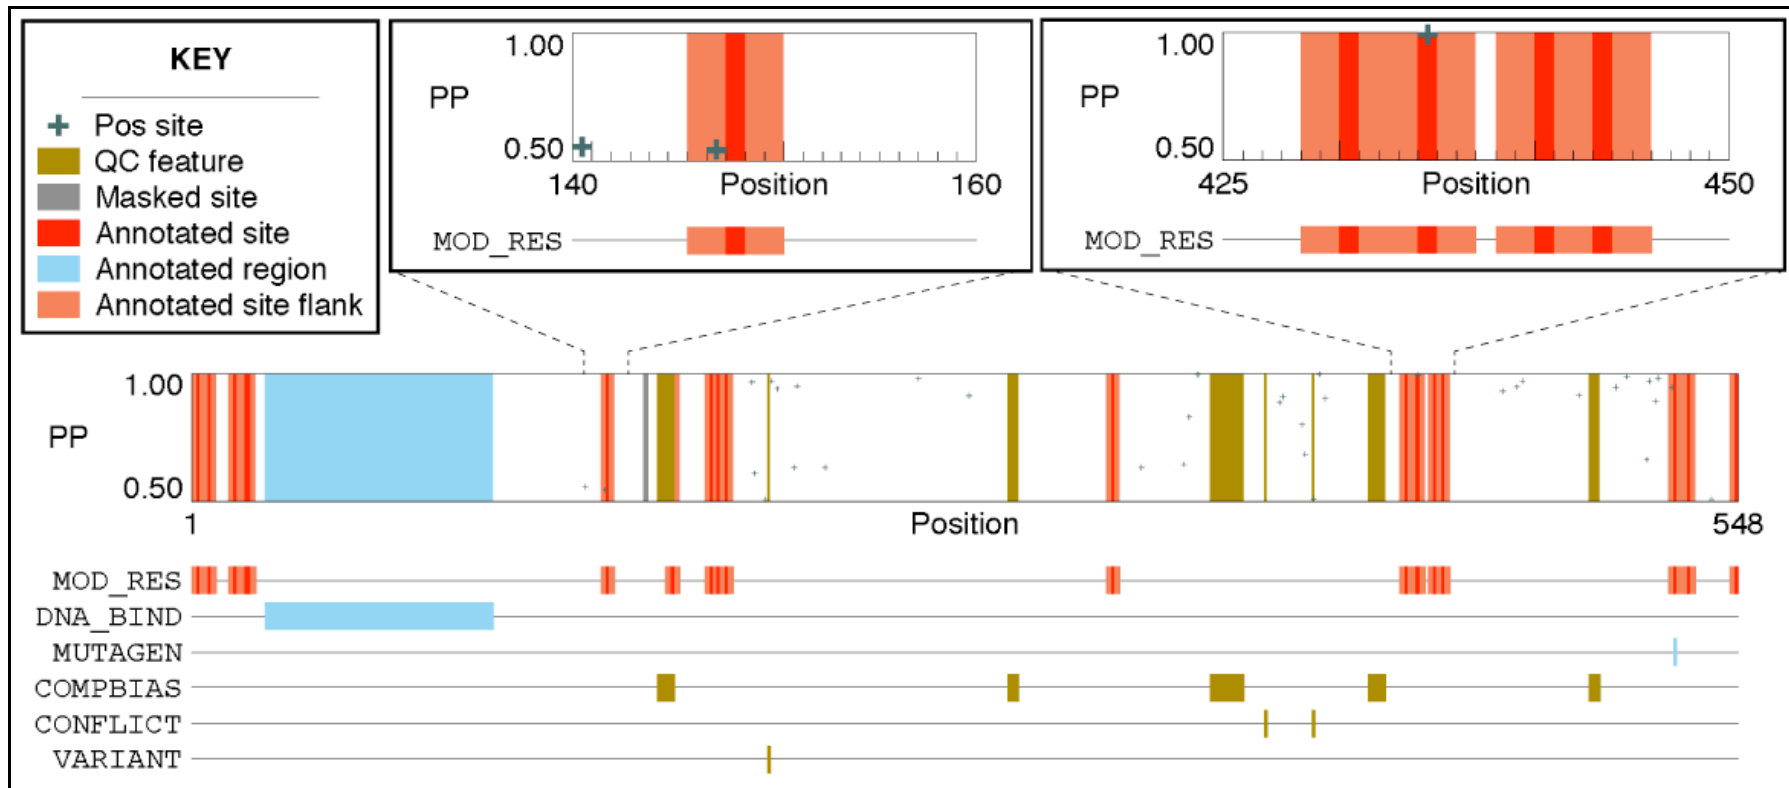 KEY
Pos site
QC feature
Masked site
Annotated site
Annotated region
Annotated site flank
1.00
PP
0.50
140 Position 160
MOD_RES
1.00
PP
0.50
425 Position 450
MOD_RES
1.00
PP
0.50
1 Position 548
MOD_RES
DNA_BIND
MUTAGEN
COMPBIAS
CONFLICT
VARIANT